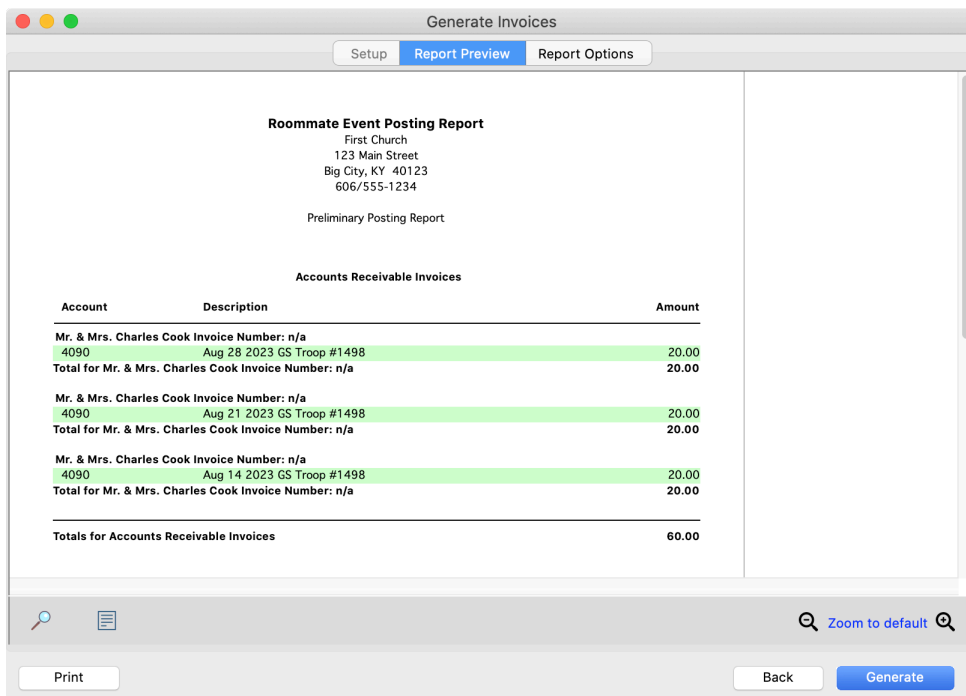 Generate Invoices
Setup Report Preview Report Options
Roommate Event Posting Report
First Church
123 Main Street
Big City, KY 40123
606/555-1234
Preliminary Posting Report
Accounts Receivable Invoices
Account Description Amount
Mr. & Mrs. Charles Cook Invoice Number: n/a
4090 Aug 28 2023 GS Troop #1498 20.00
Total for Mr. & Mrs. Charles Cook Invoice Number: n/a 20.00
Mr. & Mrs. Charles Cook Invoice Number: n/a
4090 Aug 21 2023 GS Troop #1498 20.00
Total for Mr. & Mrs. Charles Cook Invoice Number: n/a 20.00
Mr. & Mrs. Charles Cook Invoice Number: n/a
4090 Aug 14 2023 GS Troop #1498 20.00
Total for Mr. & Mrs. Charles Cook Invoice Number: n/a 20.00
Totals for Accounts Receivable Invoices 60.00
Zoom to default
Print Back Generate